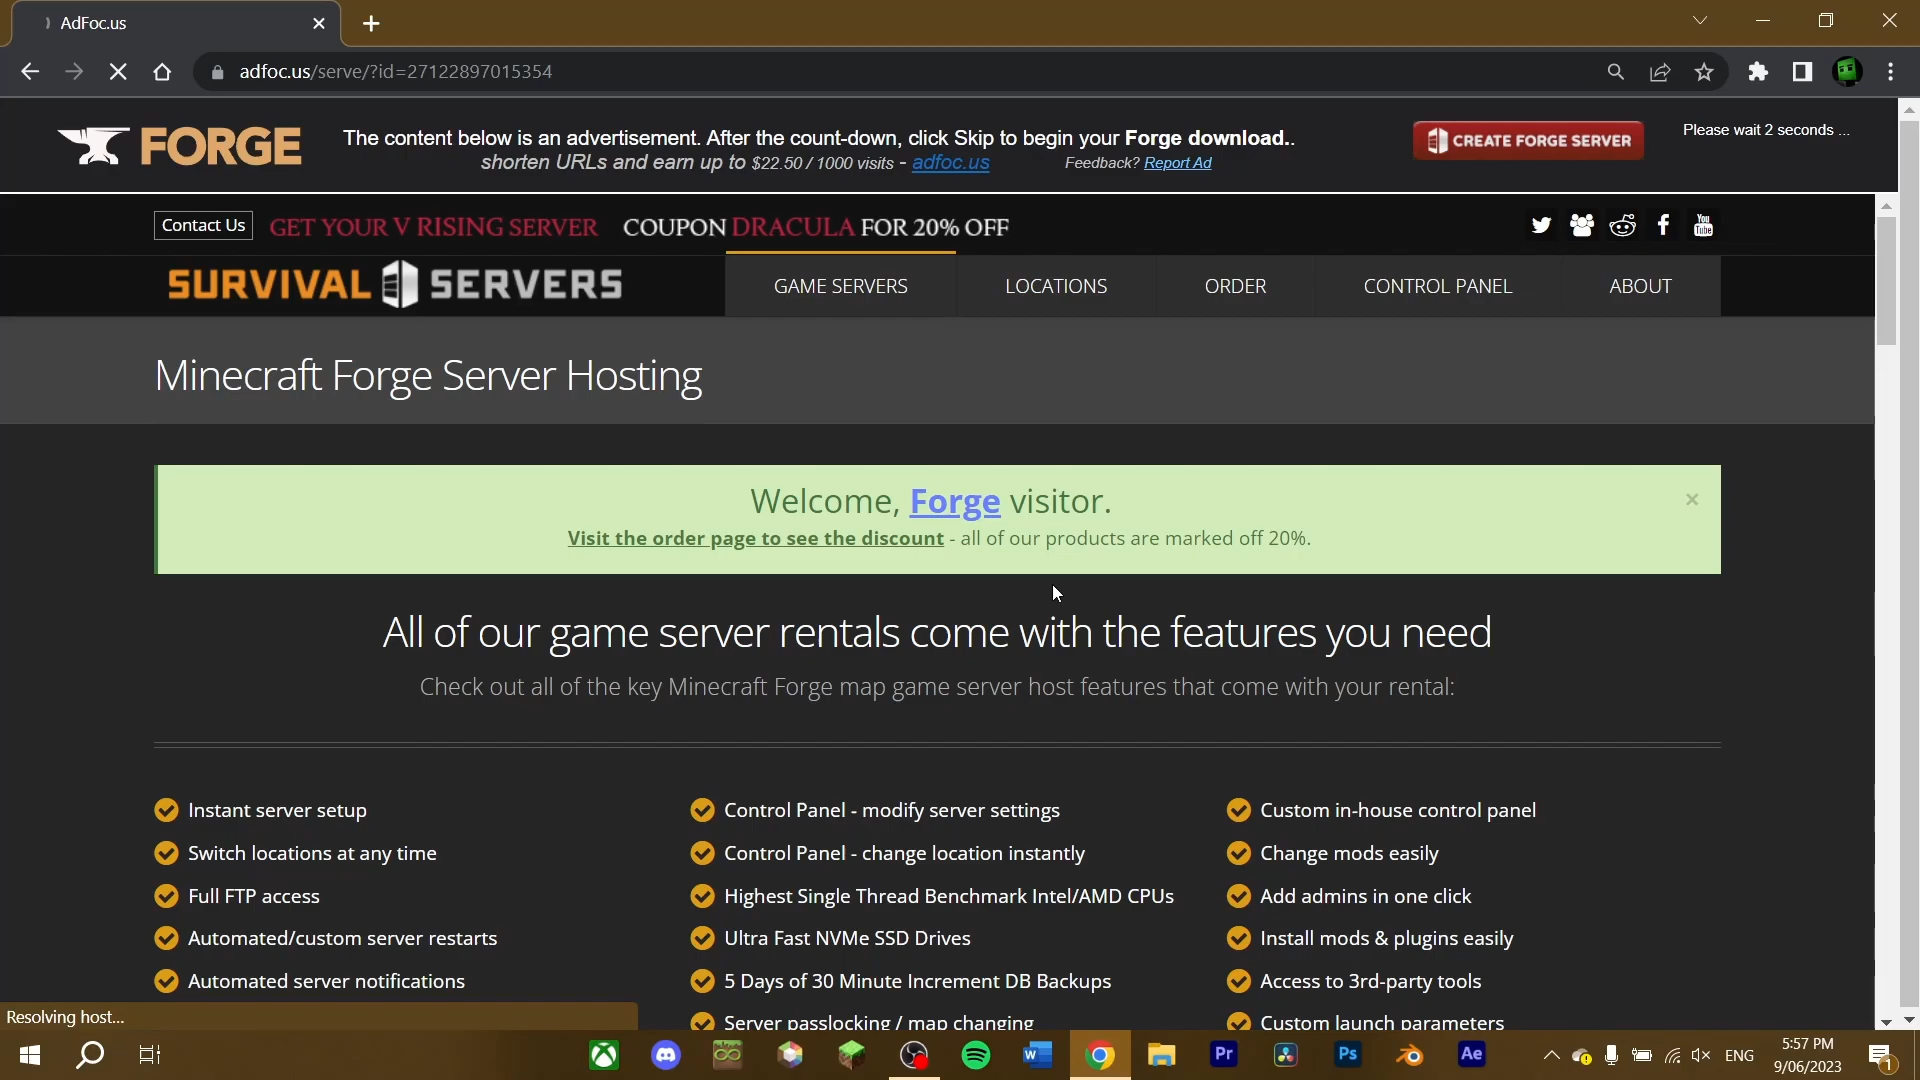 AdFoc.us
adfoc.us/serve/?id=27122897015354
FORGE
The content below is an advertisement. After the count-down, click Skip to begin your Forge download..
shorten URLs and earn up to $22.50 / 1000 visits - adfoc.us
Feedback? Report Ad
CREATE FORGE SERVER
Please wait 2 seconds ...
Contact Us
GET YOUR V RISING SERVER COUPON DRACULA FOR 20% OFF
You Tube
SURVIVAL SERVERS
GAME SERVERS
LOCATIONS
ORDER
CONTROL PANEL
ABOUT
Minecraft Forge Server Hosting
Welcome, Forge visitor.
×
Visit the order page to see the discount - all of our products are marked off 20%.
All of our game server rentals come with the features you need
Check out all of the key Minecraft Forge map game server host features that come with your rental:
Instant server setup
Control Panel - modify server settings
Custom in-house control panel
Switch locations at any time
Control Panel - change location instantly
Change mods easily
Full FTP access
Highest Single Thread Benchmark Intel/AMD CPUs
Add admins in one click
Automated/custom server restarts
Ultra Fast NVMe SSD Drives
Install mods & plugins easily
Automated server notifications
5 Days of 30 Minute Increment DB Backups
Access to 3rd-party tools
Resolving host...
Server passlocking / map changing
Custom launch parameters
Pr
Ps
Ae
ENG
5:57 PM
9/06/2023
1